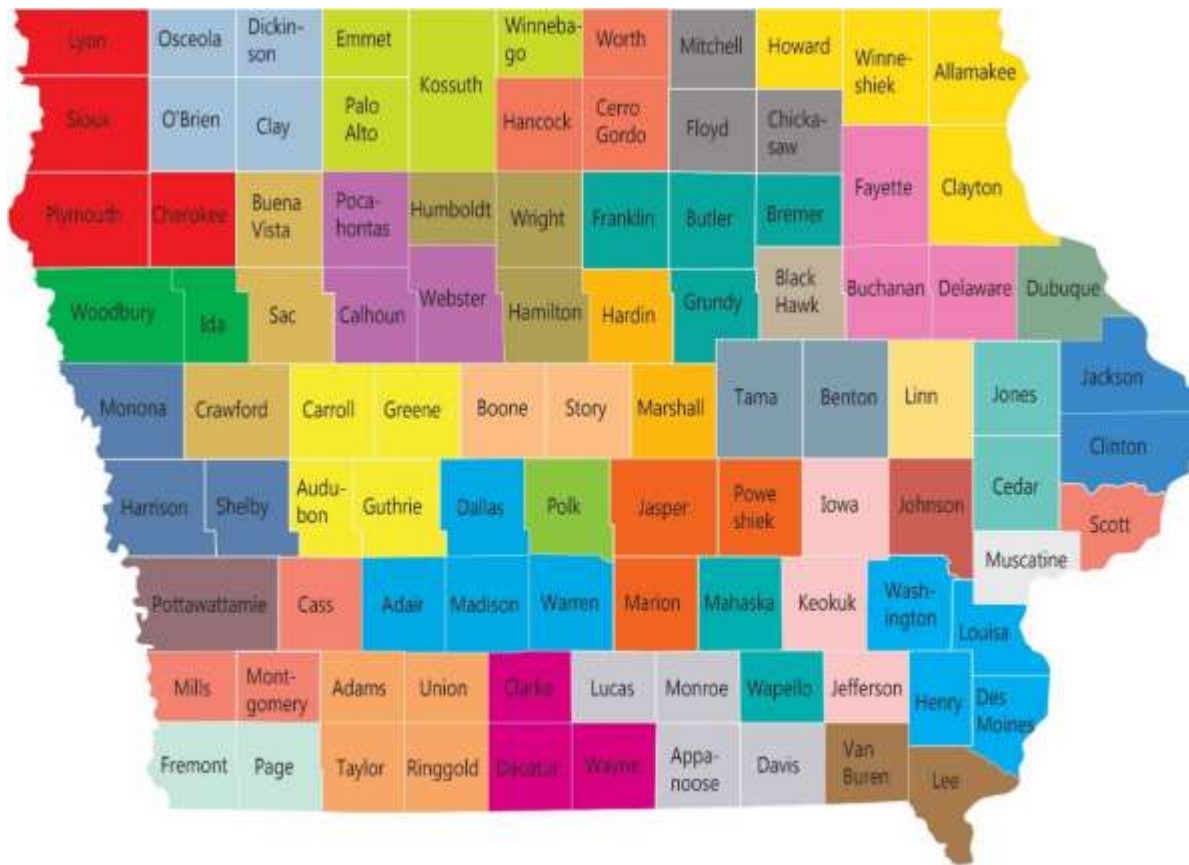 Lyon
Osceola
Dickin-
son
Emmet
Kossuth
Winneba-
go
Worth
Mitchell
Howard
Winne-
shiek
Allamakee
Sioux
O'Brien
Clay
Palo
Alto
Hancock
Cerro
Gordo
Floyd
Chicka-
saw
Plymouth
Cherokee
Buena
Vista
Poca-
hontas
Humboldt
Wright
Franklin
Butler
Bremer
Fayette
Clayton
Woodbury
Ida
Sac
Calhoun
Webster
Hamilton
Hardin
Grundy
Black
Hawk
Buchanan
Delaware
Dubuque
Monona
Crawford
Carroll
Greene
Boone
Story
Marshall
Tama
Benton
Linn
Jones
Jackson
Clinton
Harrison
Shelby
Audu-
bon
Guthrie
Dallas
Polk
Jasper
Powe
shiek
Iowa
Johnson
Cedar
Scott
Muscatine
Pottawattamie
Cass
Adair
Madison
Warren
Marion
Mahaska
Keokuk
Wash-
ington
Louisa
Mills
Mont-
gomery
Adams
Union
Clarke
Lucas
Monroe
Wapello
Jefferson
Henry
Des
Moines
Fremont
Page
Taylor
Ringgold
Decatur
Wayne
Appa-
noose
Davis
Van
Buren
Lee